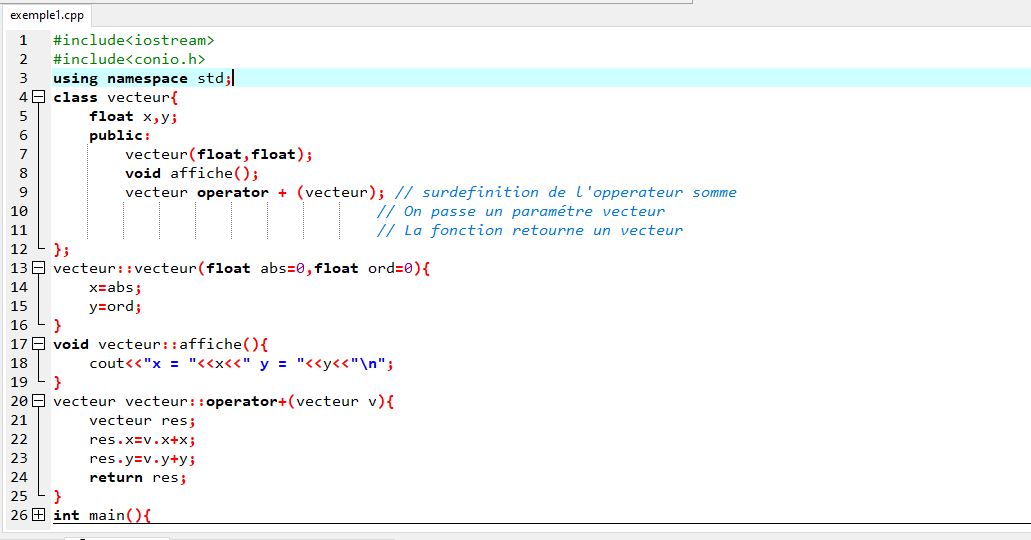 exemple1.cpp
1 #include<iostream>
2 #include<conio.h>
3 using namespace std;
4 class vecteur{
5 float x,y;
6 public:
7 vecteur(float,float);
8 void affiche();
9 vecteur operator + (vecteur); // surdefinition de l'opperateur somme
10 // On passe un paramétre vecteur
11 // La fonction retourne un vecteur
12 };
13 vecteur::vecteur(float abs=0,float ord=0){
14 x=abs;
15 y=ord;
16 }
17 void vecteur::affiche(){
18 cout<<"x = "<<x<<" y = "<<y<<"\n";
19 }
20 vecteur vecteur::operator+(vecteur v){
21 vecteur res;
22 res.x=v.x+x;
23 res.y=v.y+y;
24 return res;
25 }
26 int main(){